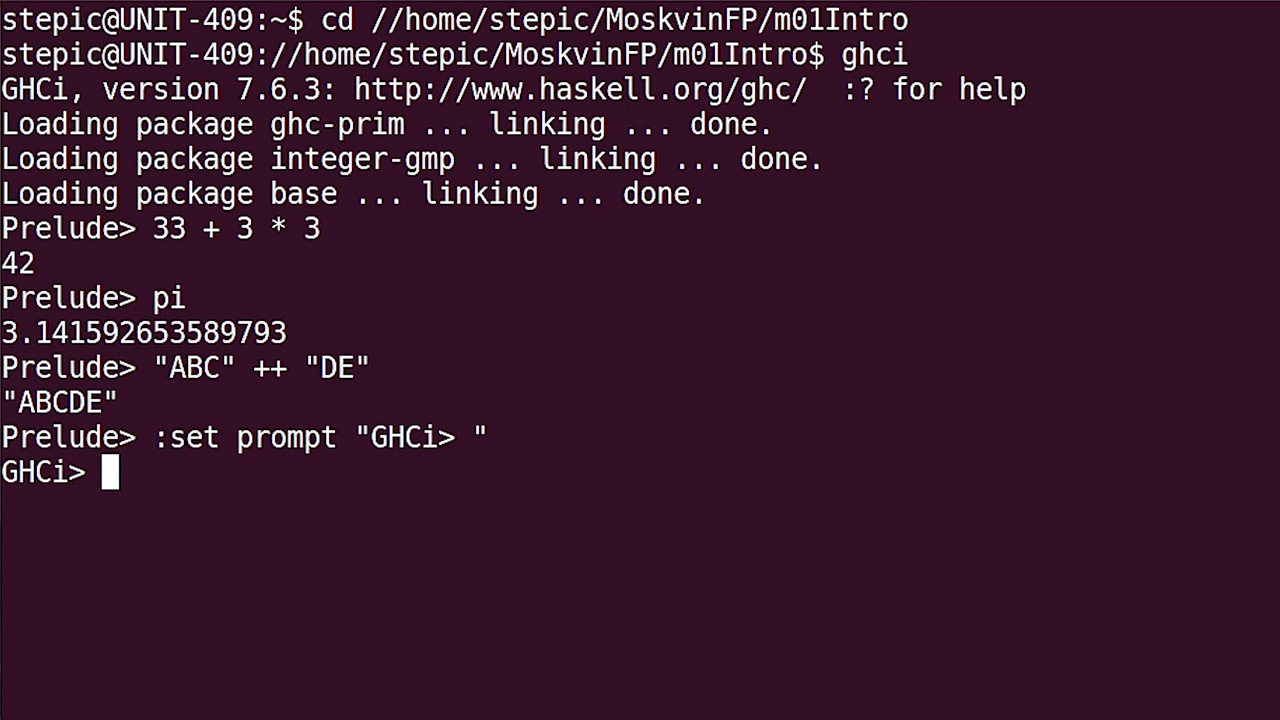 stepic@UNIT-409:~$ cd //home/stepic/MoskvinFP/m01Intro
stepic@UNIT-409://home/stepic/MoskvinFP/m01Intro$ ghci
GHCi, version 7.6.3: http://www.haskell.org/ghc/  :? for help
Loading package ghc-prim ... linking ... done.
Loading package integer-gmp ... linking ... done.
Loading package base ... linking ... done.
Prelude> 33 + 3 * 3
42
Prelude> pi
3.141592653589793
Prelude> "ABC" ++ "DE"
"ABCDE"
Prelude> :set prompt "GHCi> "
GHCi>